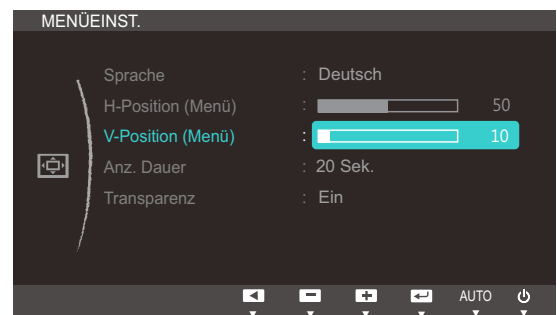 MENÜEINST.
Sprache : Deutsch
H-Position (Menü) : 50
V-Position (Menü) : 10
Anz. Dauer : 20 Sek.
Transparenz : Ein
AUTO